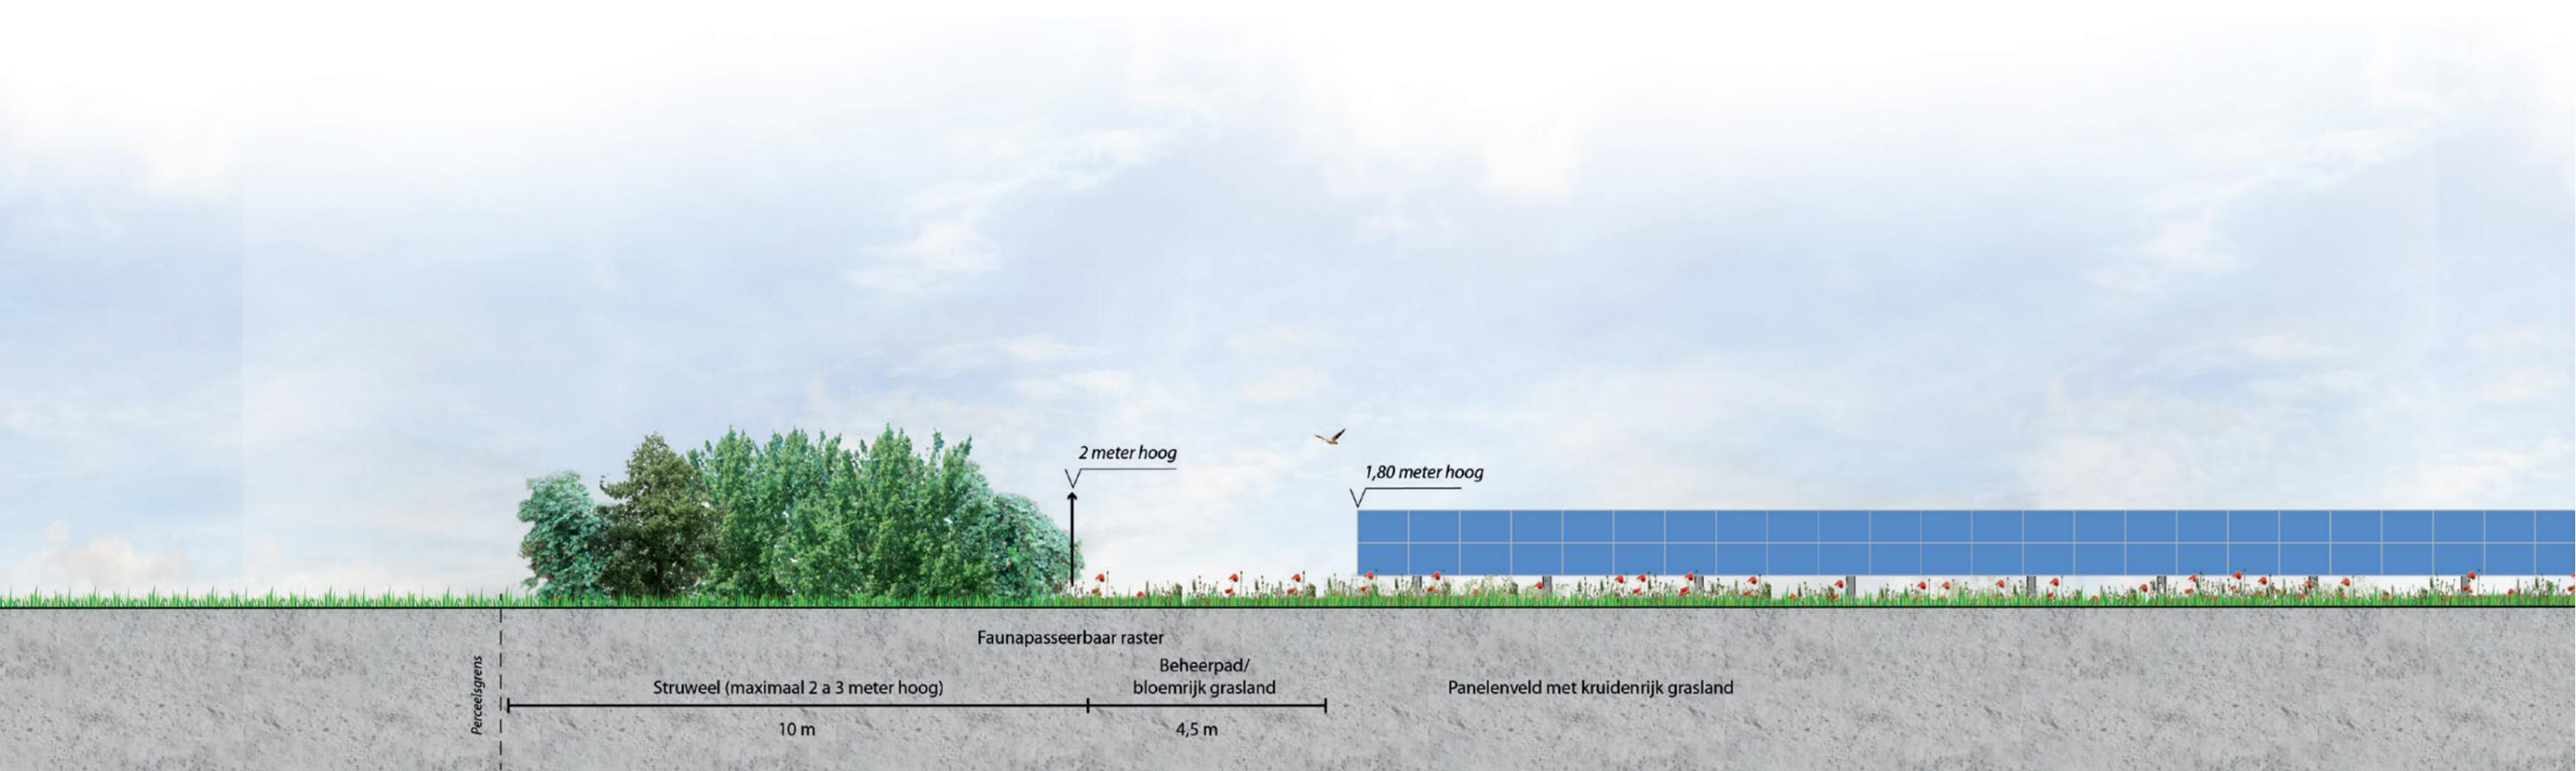 2 meter hoog
1,80 meter hoog
Faunapasseerbaar raster
Perceelsgrens
Struweel (maximaal 2 a 3 meter hoog)
Beheerpad/
bloemrijk grasland
Panelenveld met kruidenrijk grasland
10 m
4,5 m